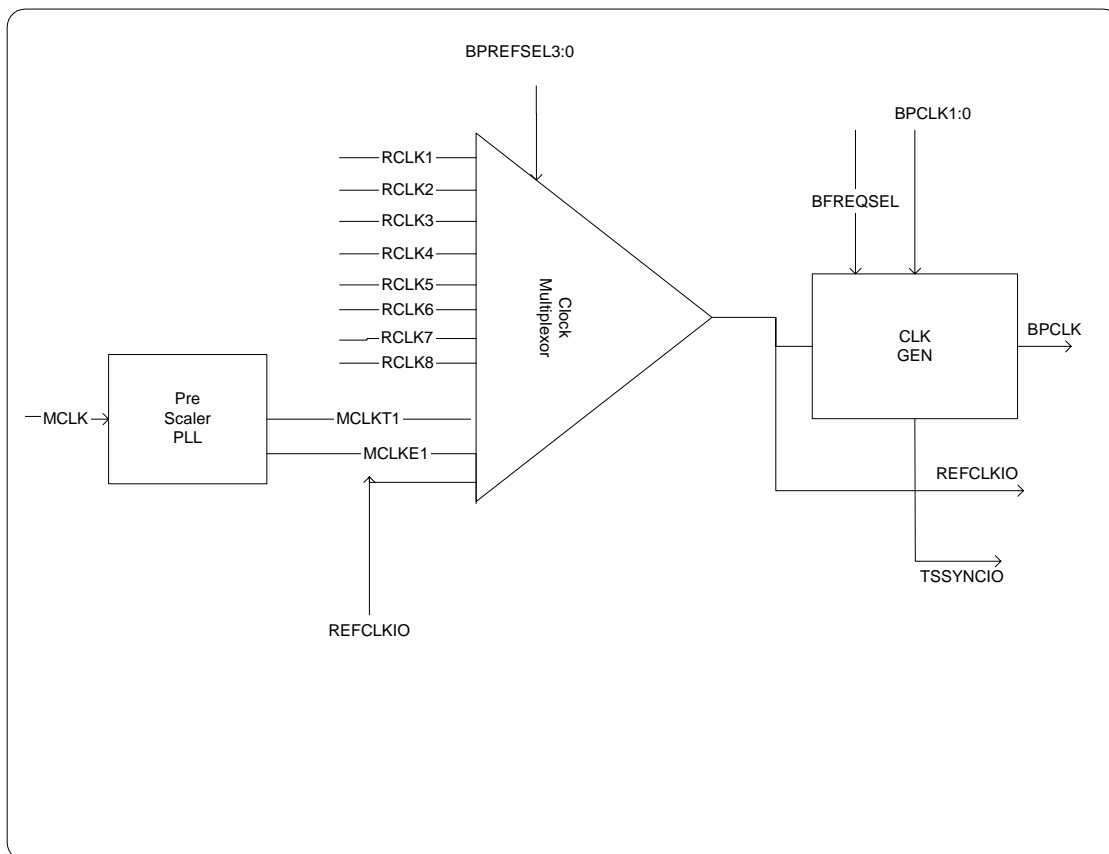 BPREFSEL3:0
BPCLK1:0
RCLK1
RCLK2
BFREQSEL
RCLK3
RCLK4
RCLK5
RCLK6
RCLK7
RCLK8
Clock
Multiplexor
CLK
GEN
BPCLK
Pre
Scaler
PLL
MCLK
MCLKT1
MCLKE1
REFCLKIO
TSSYNCIO
REFCLKIO